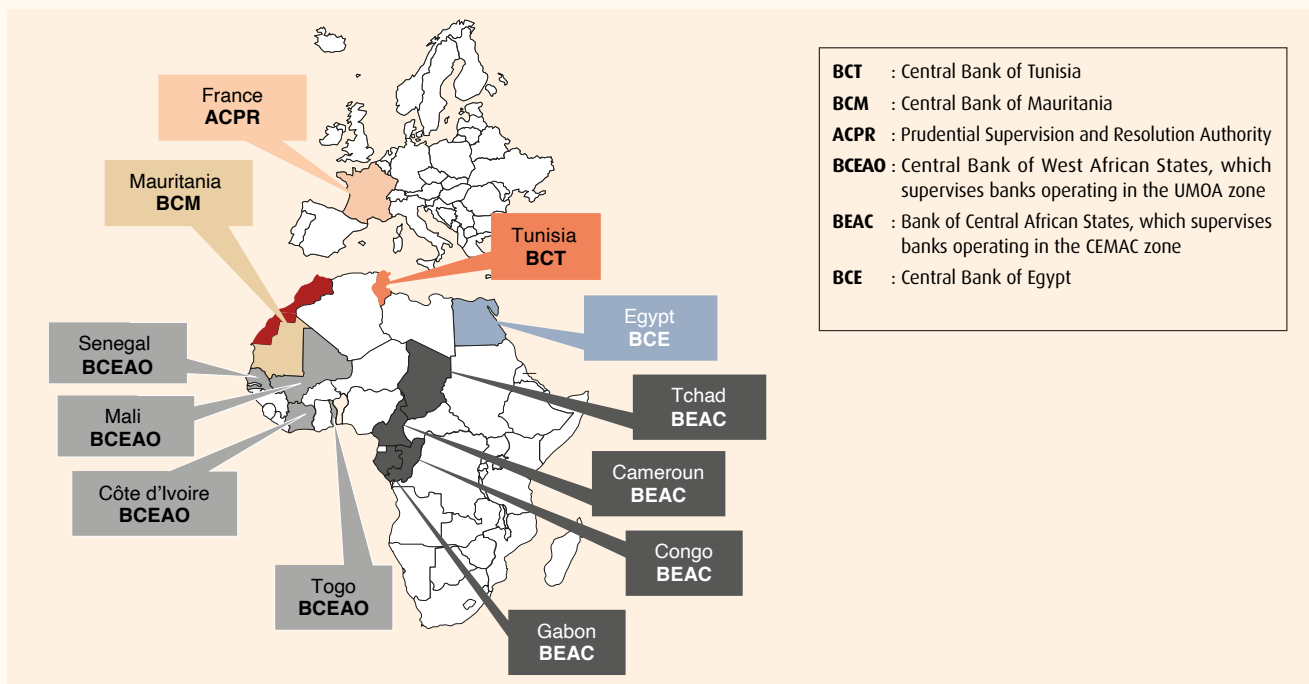 France
ACPR
Mauritania
BCM
Tunisia
BCT
Egypt
BCE
Senegal
BCEAO
Mali
BCEAO
Côte d'Ivoire
BCEAO
Togo
BCEAO
Tchad
BEAC
Cameroun
BEAC
Congo
BEAC
Gabon
BEAC
BCT : Central Bank of Tunisia
BCM : Central Bank of Mauritania
ACPR : Prudential Supervision and Resolution Authority
BCEAO : Central Bank of West African States, which
supervises banks operating in the UMOA zone
BEAC : Bank of Central African States, which supervises
banks operating in the CEMAC zone
BCE : Central Bank of Egypt